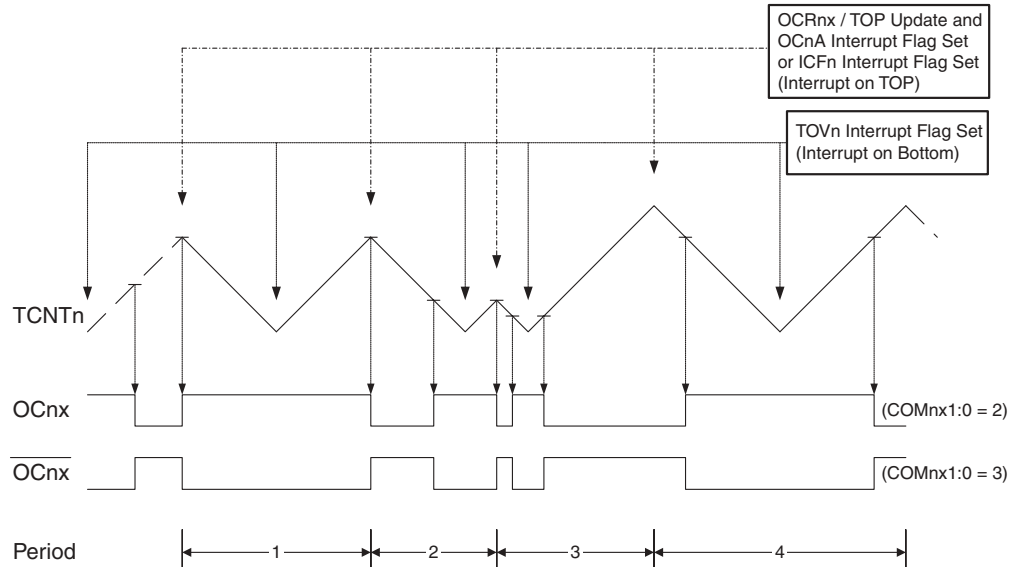 OCRnx / TOP Update and
OCnA Interrupt Flag Set
or ICFn Interrupt Flag Set
(Interrupt on TOP)
TOVn Interrupt Flag Set
(Interrupt on Bottom)
TCNTn
OCnx
(COMnx1:0 = 2)
OCnx
(COMnx1:0 = 3)
Period
1
2
3
4